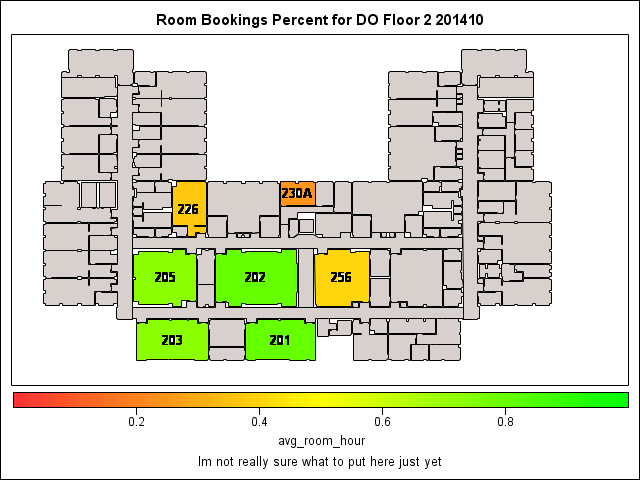 Room Bookings Percent for DO Floor 2 201410
230A
226
205
202
256
203
201
0.2 0.4 0.6 0.8
avg_room_hour
Im not really sure what to put here just yet